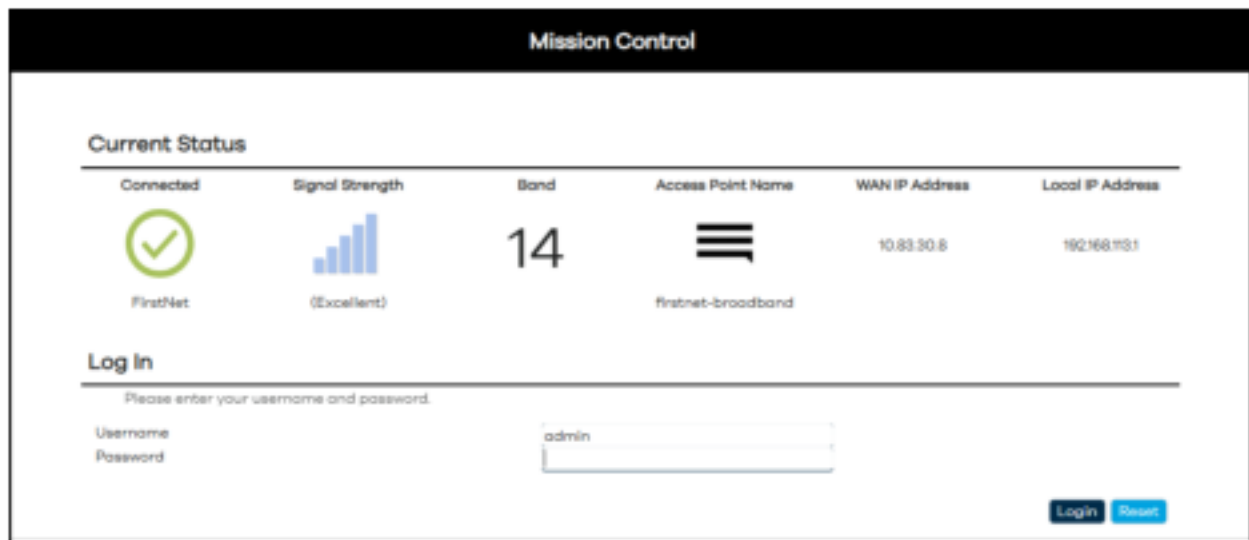 Mission Control
Current Status
Connected Signal Strength Band Access Point Name WAN IP Address Local IP Address
14 10.83.30.8 192.168.113.1
FirstNet (Excellent) firstnet-broadband
Log In
Please enter your username and password.
Username admin
Password
Login Reset